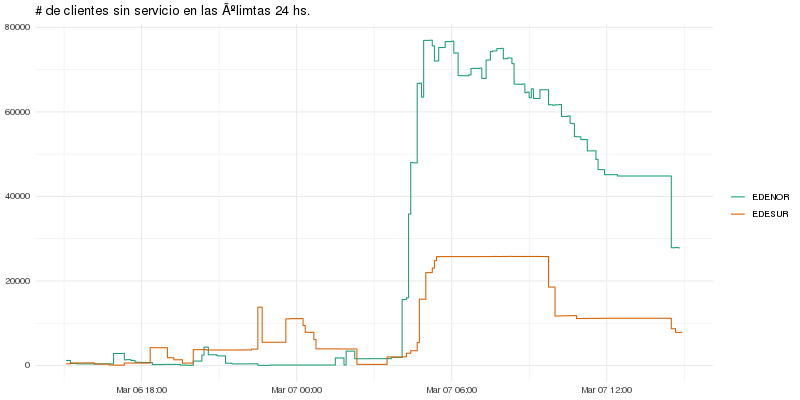 # de clientes sin servicio en las Ãºlimtas 24 hs.
80000
60000
40000
20000
0
Mar 06 18:00
Mar 07 00:00
Mar 07 06:00
Mar 07 12:00
EDENOR
EDESUR